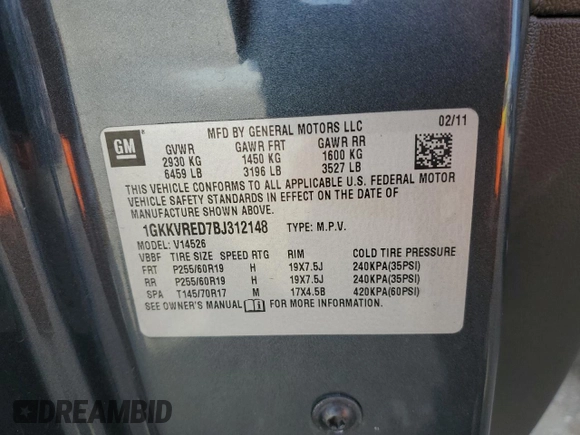 MFD BY GENERAL MOTORS LLC 02/11
GM
GVWR GAWR FRT GAWR RR
2930 KG 1450 KG 1600 KG
6459 LB 3196 LB 3527 LB
THIS VEHICLE CONFORMS TO ALL APPLICABLE U.S. FEDERAL MOTOR
VEHICLE SAFETY STANDARDS IN EFFECT ON THE DATE OF
MANUFACTURE SHOWN ABOVE.
1GKKVRED7BJ312148 TYPE: M.P.V.
MODEL: V14526
VBBF TIRE SIZE SPEED RTG RIM COLD TIRE PRESSURE
FRT P255/60R19 H 19X7.5J 240KPA(35PSI)
RR P255/60R19 H 19X7.5J 240KPA(35PSI)
SPA T145/70R17 M 17X4.5B 420KPA(60PSI)
SEE OWNER'S MANUAL FOR MORE INFORMATION.
DREAMBID